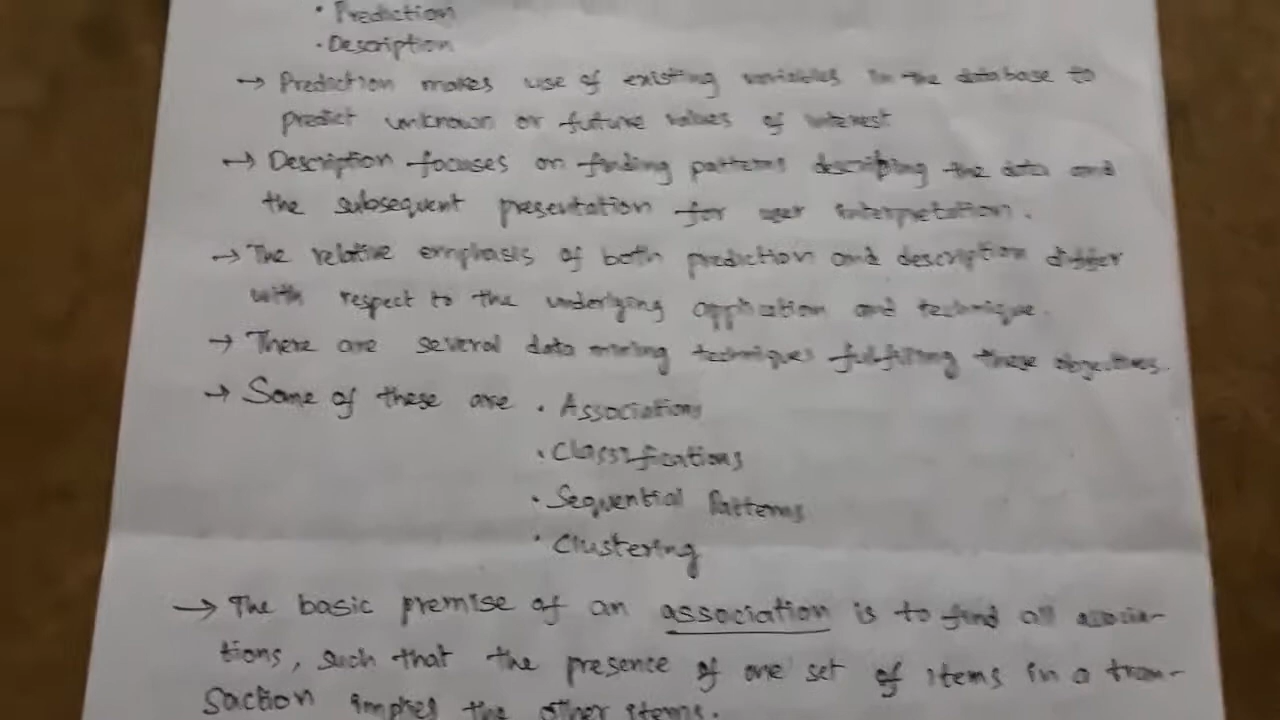 • Prediction
• Description
→ Prediction makes use of existing variables in the database to
predict unknown or future values of interest
→ Description focuses on finding patterns describing the data and
the subsequent presentation for user interpretation.
→ The relative emphasis of both prediction and description differ
with respect to the underlying application and technique.
→ There are several data mining techniques fulfilling these objectives.
→ Some of these are • Associations
• Classifications
• Sequential Patterns
• Clustering
→ The basic premise of an association is to find all associa-
tions, such that the presence of one set of items in a tran-
saction implies the other items.